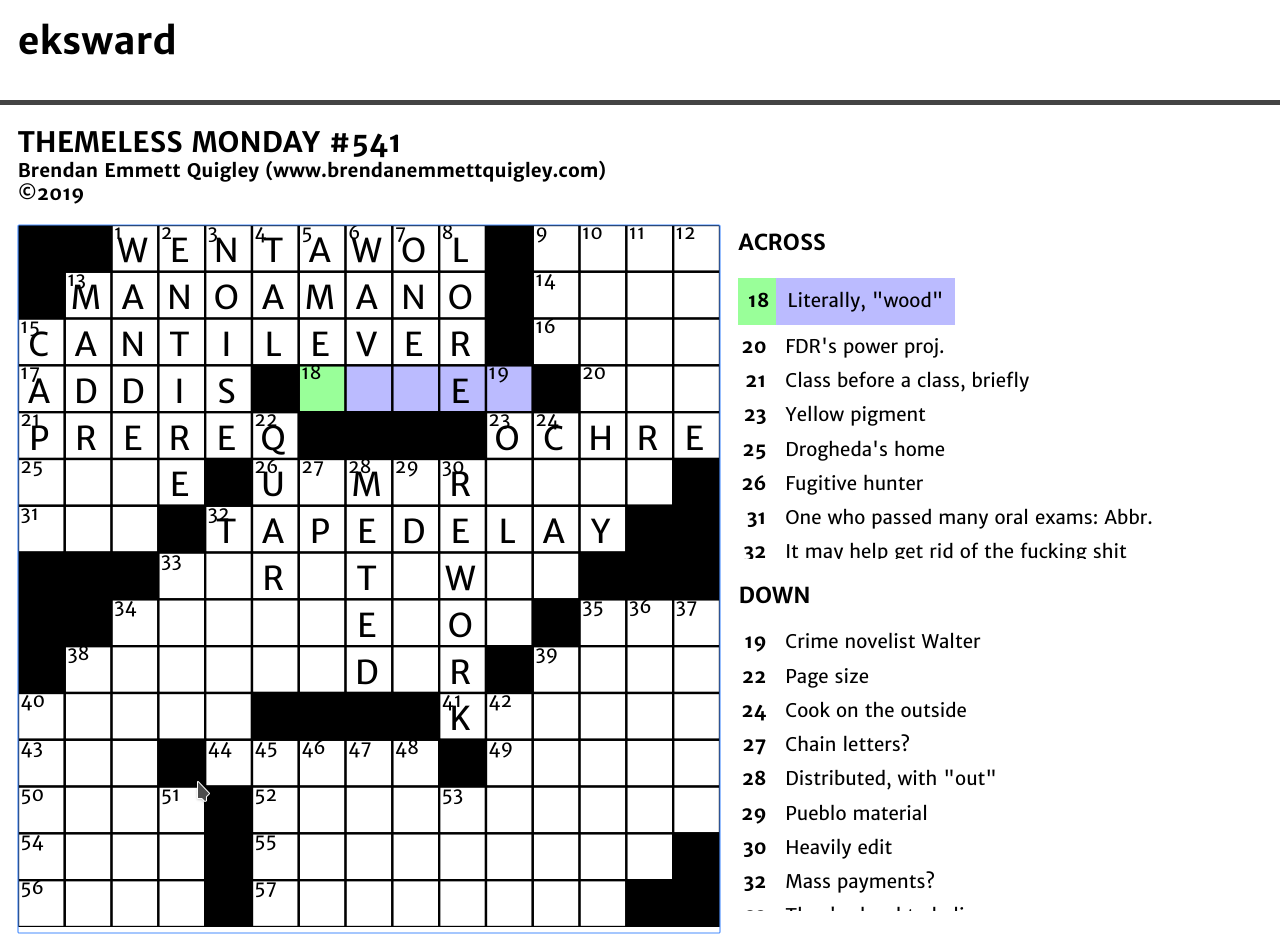 eksward
THEMELESS MONDAY #541
Brendan Emmett Quigley (www.brendanemmettquigley.com)
©2019
1 W 2 E 3 N 4 T 5 A 6 W 7 O 8 L 9 10 11 12
13 M A N O A M A N O 14
15 C A N T I L E V E R 16
17 A D D I S 18 E 19 20
21 P R E R E 22 Q 23 O 24 C H R E
25 E 26 U 27 28 M 29 30 R
31 32 T A P E D E L A Y
33 R T W
34 E O 35 36 37
38 D R 39
40 41 K 42
43 44 45 46 47 48 49
50 51 52 53
54 55
56 57
ACROSS
18 Literally, "wood"
20 FDR's power proj.
21 Class before a class, briefly
23 Yellow pigment
25 Drogheda's home
26 Fugitive hunter
31 One who passed many oral exams: Abbr.
32 It may help get rid of the fucking shit
DOWN
19 Crime novelist Walter
22 Page size
24 Cook on the outside
27 Chain letters?
28 Distributed, with "out"
29 Pueblo material
30 Heavily edit
32 Mass payments?